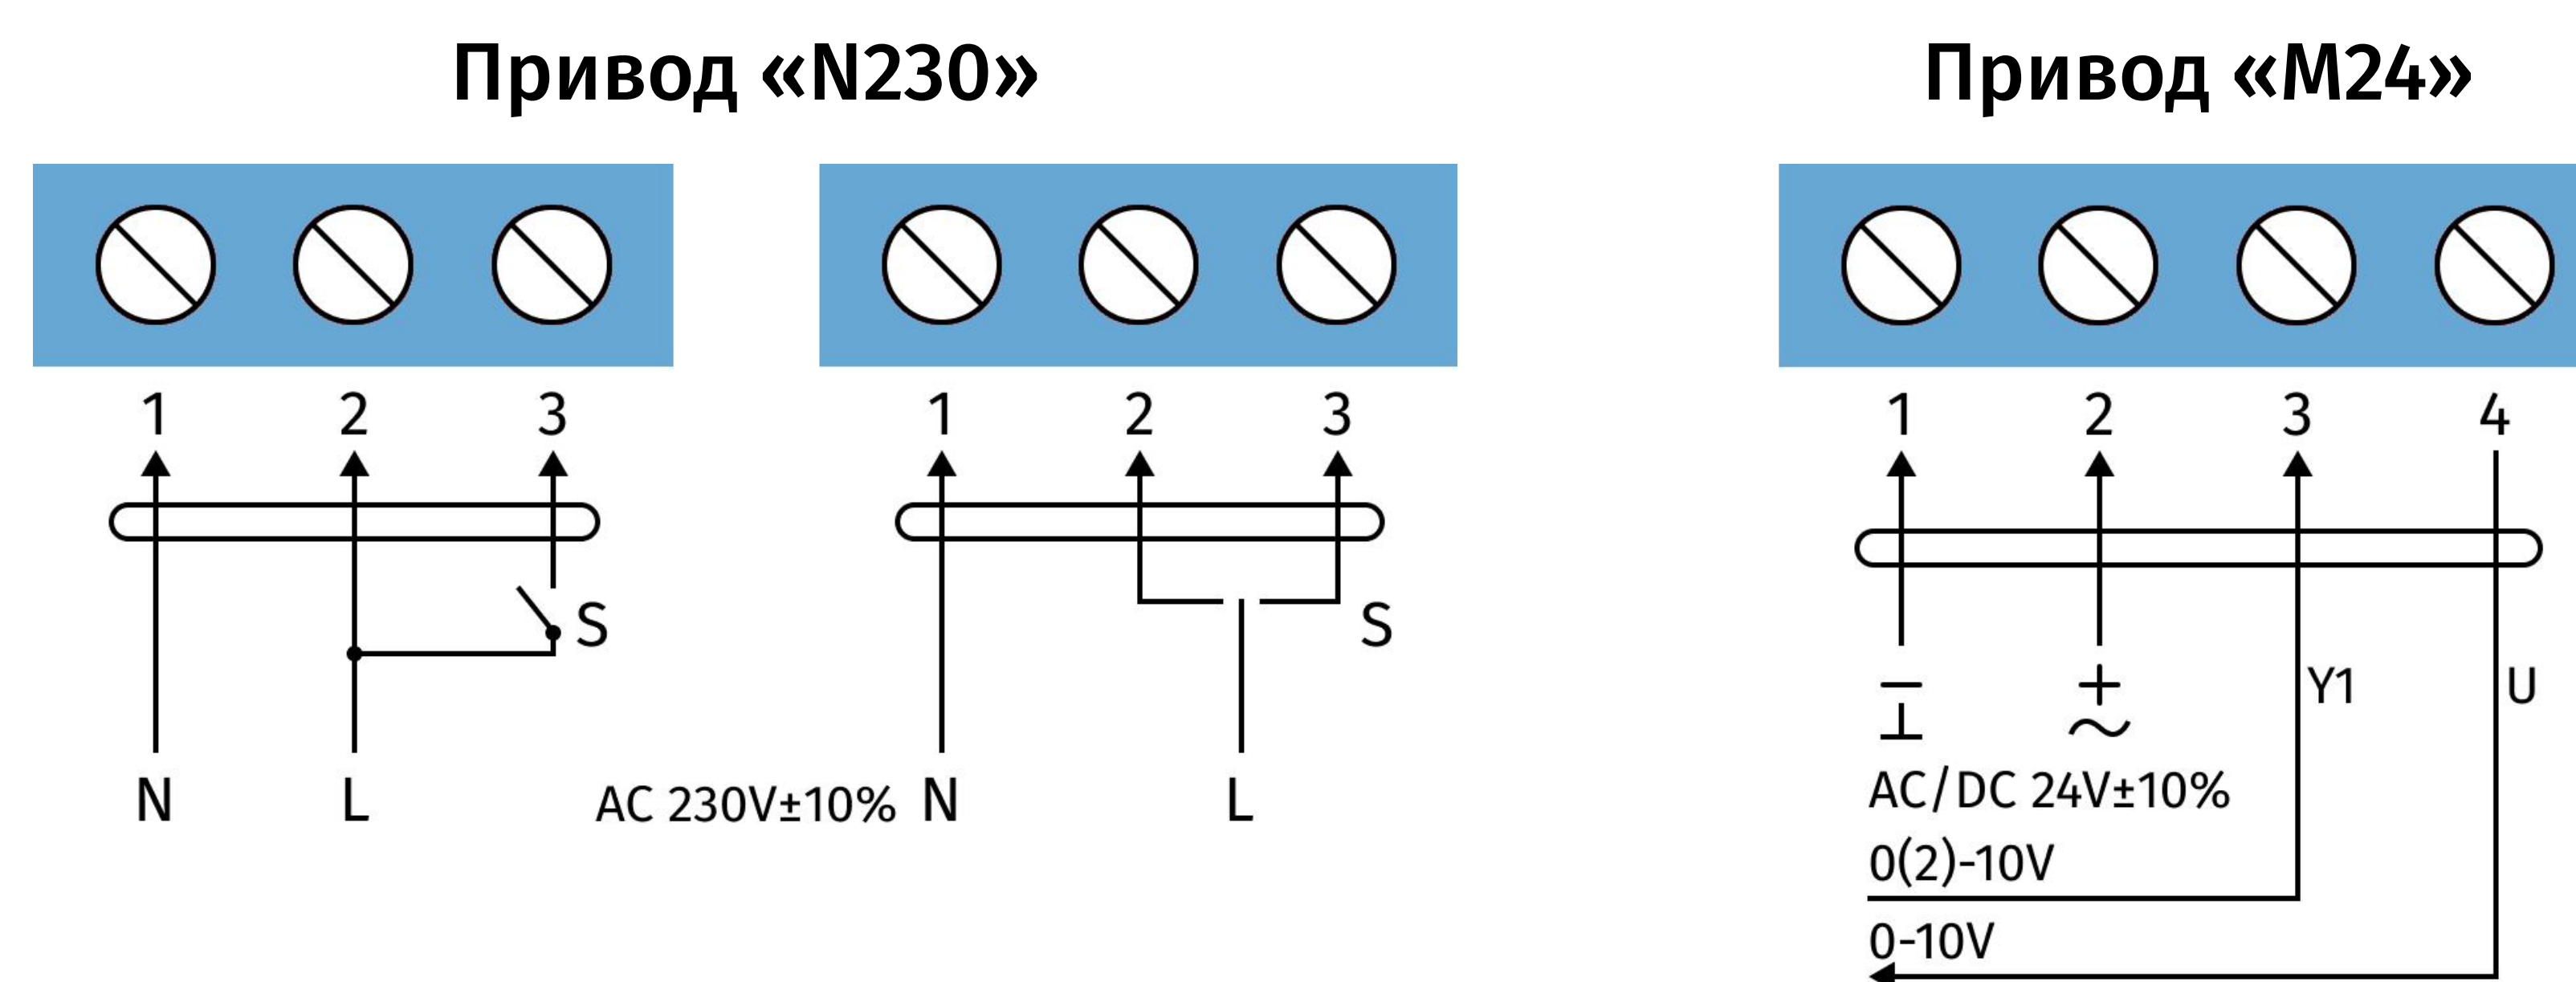 Привод «N230»
Привод «M24»
1 2 3
1 2 3
1 2 3 4
S
S
Y1
U
−
+
⊥
~
N
L
AC 230V±10%
N
L
AC/DC 24V±10%
0(2)-10V
0-10V